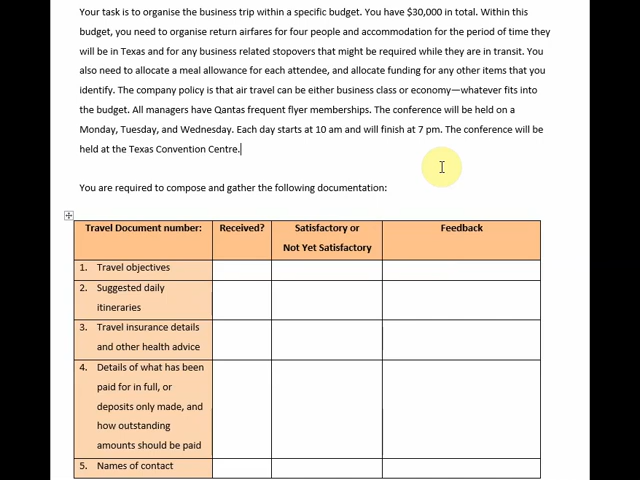 Your task is to organise the business trip within a specific budget. You have $30,000 in total. Within this
budget, you need to organise return airfares for four people and accommodation for the period of time they
will be in Texas and for any business related stopovers that might be required while they are in transit. You
also need to allocate a meal allowance for each attendee, and allocate funding for any other items that you
identify. The company policy is that air travel can be either business class or economy—whatever fits into
the budget. All managers have Qantas frequent flyer memberships. The conference will be held on a
Monday, Tuesday, and Wednesday. Each day starts at 10 am and will finish at 7 pm. The conference will be
held at the Texas Convention Centre.
You are required to compose and gather the following documentation:
Travel Document number: Received? Satisfactory or Feedback
Not Yet Satisfactory
1. Travel objectives
2. Suggested daily
itineraries
3. Travel insurance details
and other health advice
4. Details of what has been
paid for in full, or
deposits only made, and
how outstanding
amounts should be paid
5. Names of contact